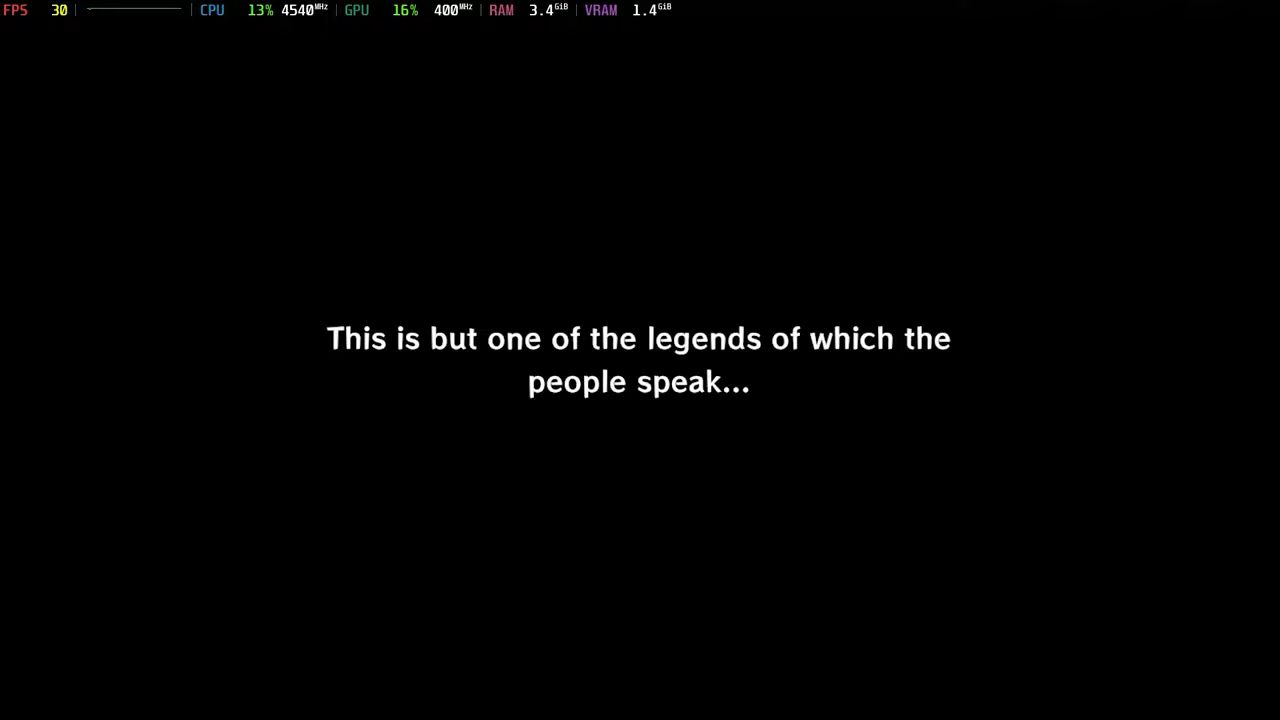 FPS 30 CPU 13% 4540MHz GPU 16% 400MHz RAM 3.4GiB VRAM 1.4GiB
This is but one of the legends of which the
people speak...